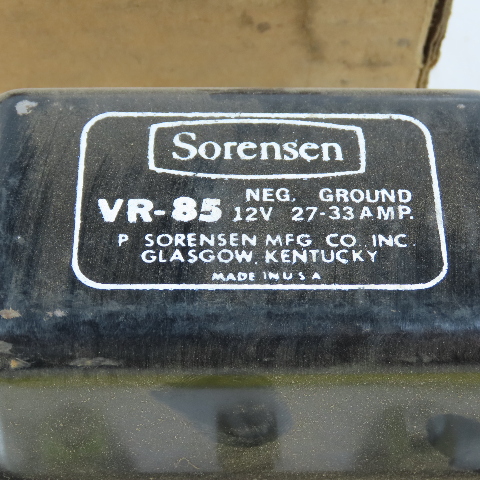 Sorensen
VR-85 NEG. GROUND
12V 27-33 AMP.
P SORENSEN MFG CO. INC.
GLASGOW, KENTUCKY
MADE IN U S A